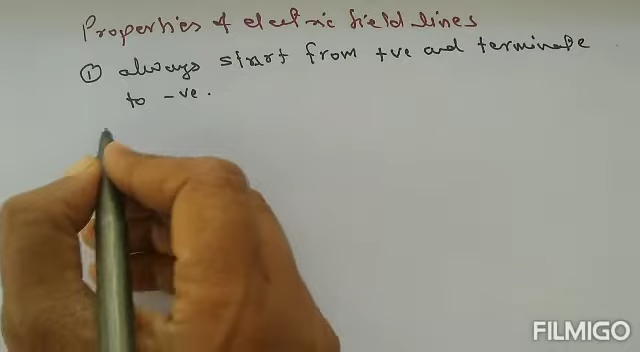 Properties of electric field lines
① always start from +ve and terminate
to -ve.
FILMIGO